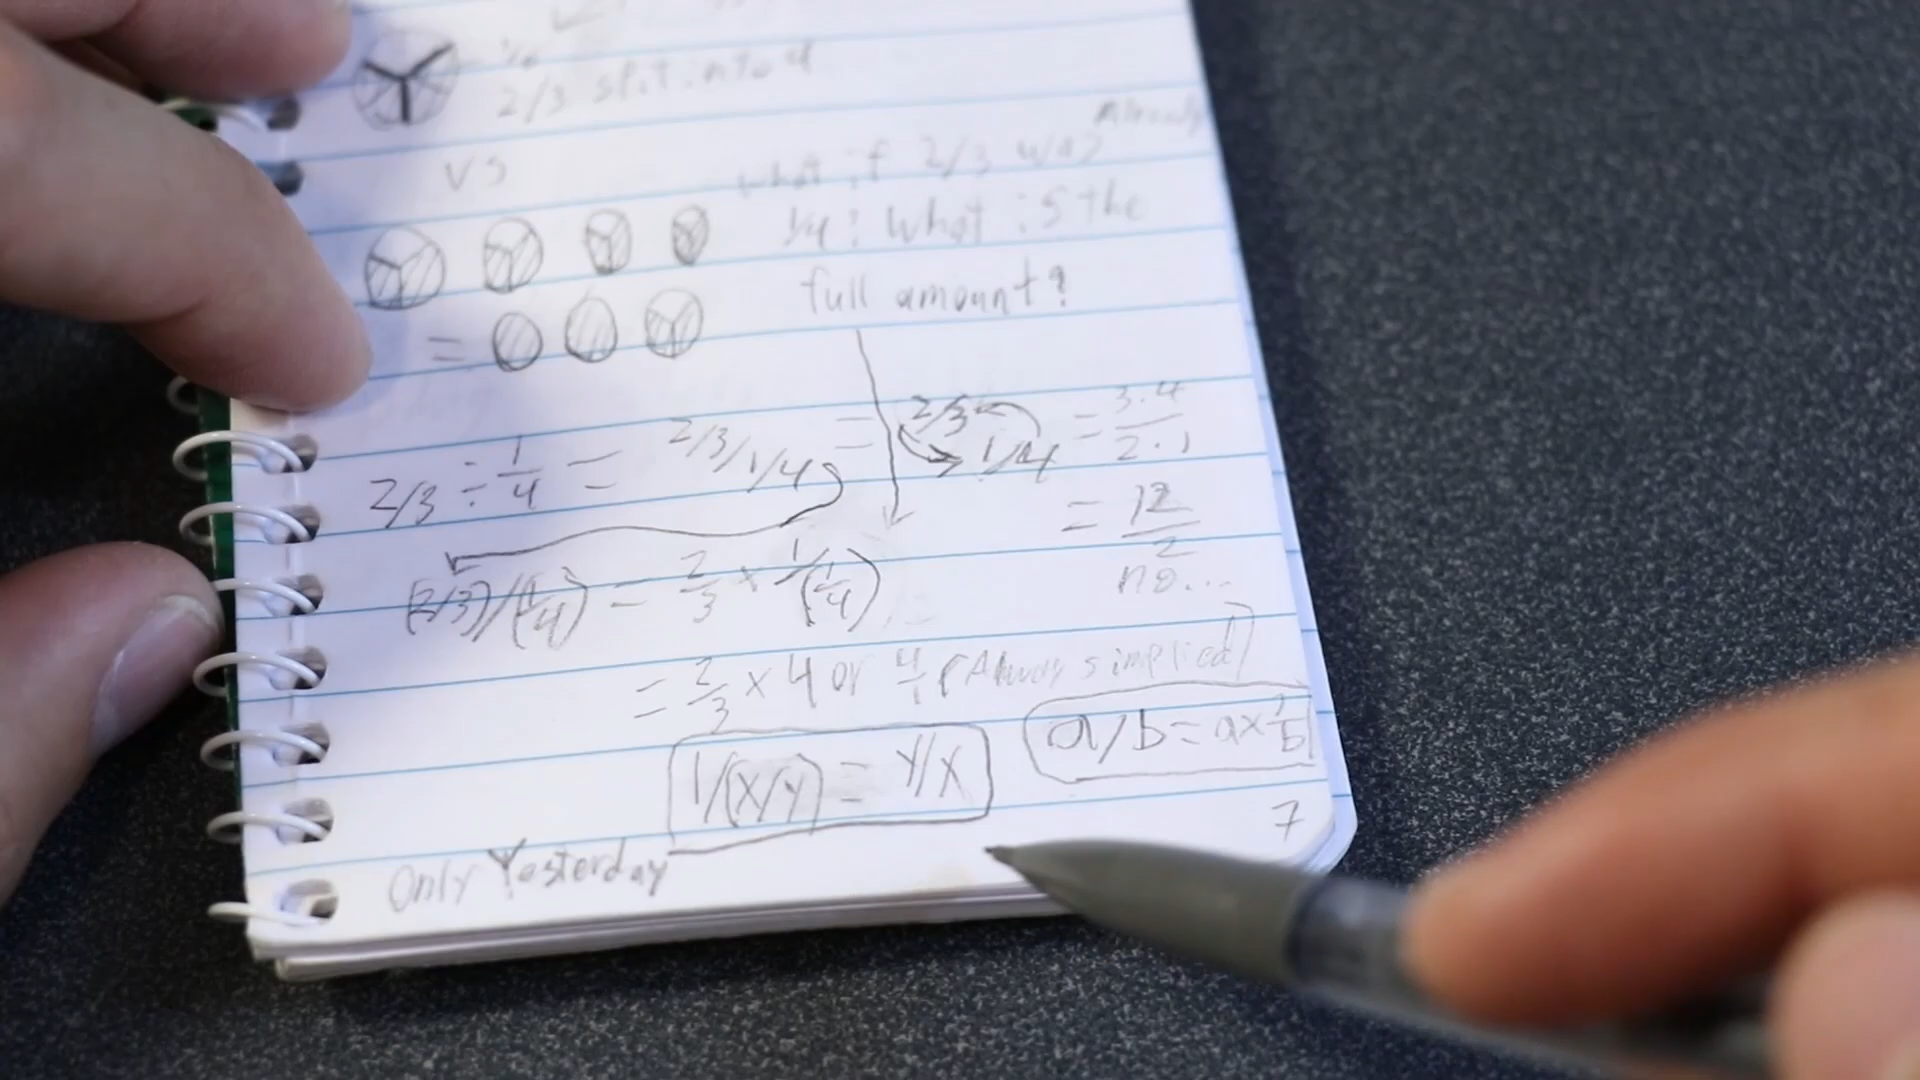 2/3 split into 4
vs
Already
what if 2/3 was
1/4? What is the
full amount?
=
2/3 ÷ 1/4 = 2/3/1/4 = 2/3 1/4 = 3·4/2·1
= 12/2
no...
(2/3)/(1/4) = 2/3 × 1/(1/4)
= 2/3 × 4 or 4/1 (Always implied)
1/(x/y) = y/x
a/b = a×1/b
7
Only Yesterday